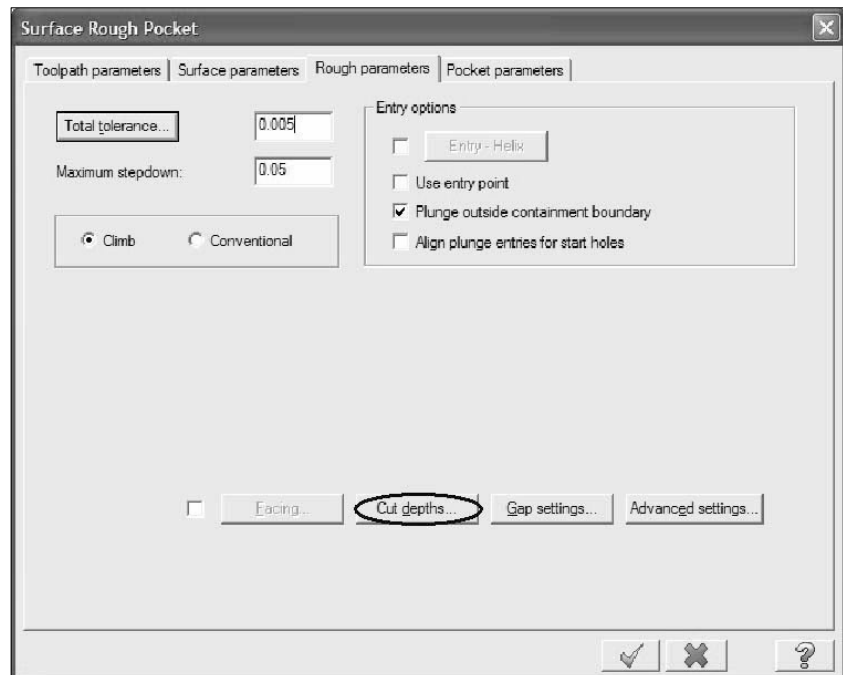 Surface Rough Pocket
Toolpath parameters Surface parameters Rough parameters Pocket parameters
Total tolerance... 0.005
Maximum stepdown: 0.05
Climb Conventional
Entry options
Entry - Helix
Use entry point
Plunge outside containment boundary
Align plunge entries for start holes
Facing... Cut depths... Gap settings... Advanced settings...